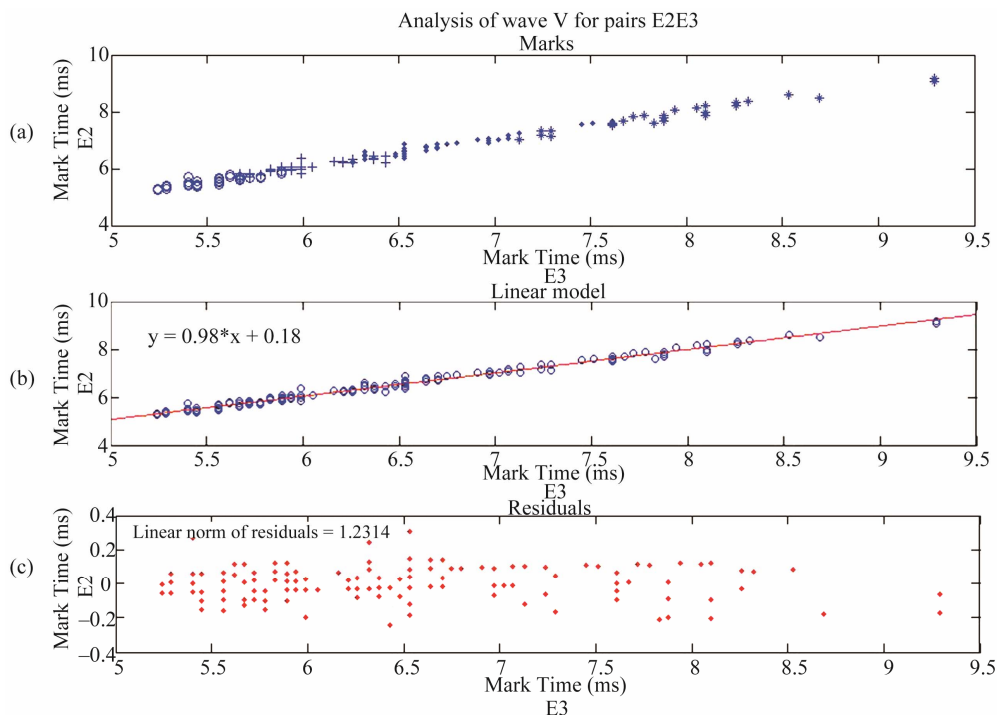 Analysis of wave V for pairs E2E3
Marks
(a)
Mark Time (ms)
E2
10
8
6
4
5 5.5 6 6.5 7 7.5 8 8.5 9 9.5
Mark Time (ms)
E3
Linear model
(b)
Mark Time (ms)
E2
10
8
6
4
y = 0.98*x + 0.18
5 5.5 6 6.5 7 7.5 8 8.5 9 9.5
Mark Time (ms)
E3
Residuals
(c)
Mark Time (ms)
E2
0.4
0.2
0
–0.2
–0.4
Linear norm of residuals = 1.2314
5 5.5 6 6.5 7 7.5 8 8.5 9 9.5
Mark Time (ms)
E3